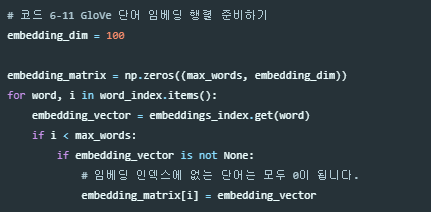 # 코드 6-11 GloVe 단어 임베딩 행렬 준비하기
embedding_dim = 100
embedding_matrix = np.zeros((max_words, embedding_dim))
for word, i in word_index.items():
    embedding_vector = embeddings_index.get(word)
    if i < max_words:
        if embedding_vector is not None:
            # 임베딩 인덱스에 없는 단어는 모두 0이 됩니다.
            embedding_matrix[i] = embedding_vector